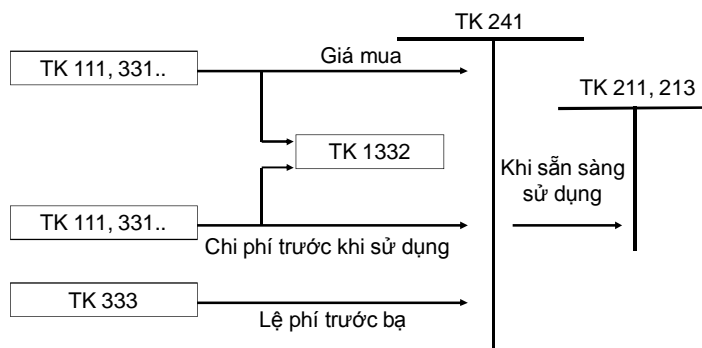 TK 241
Giá mua
TK 111, 331..
TK 211, 213
TK 1332
Khi sẵn sàng
sử dụng
TK 111, 331..
Chi phí trước khi sử dụng
TK 333
Lệ phí trước bạ